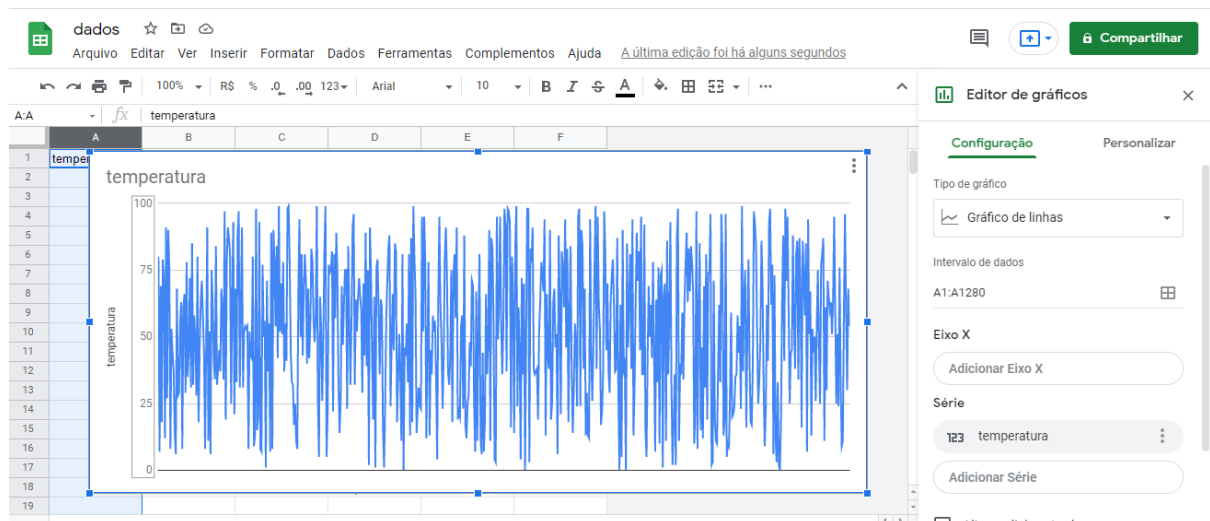 dados
Arquivo Editar Ver Inserir Formatar Dados Ferramentas Complementos Ajuda A última edição foi há alguns segundos
Compartilhar
100% R$ % .0 .00 123 Arial 10 B I S A
A:A fx temperatura
A B C D E F
1 temper
2
3
4
5
6
7
8
9
10
11
12
13
14
15
16
17
18
19
temperatura
100
75
50
25
0
temperatura
Editor de gráficos
Configuração Personalizar
Tipo de gráfico
Gráfico de linhas
Intervalo de dados
A1:A1280
Eixo X
Adicionar Eixo X
Série
123 temperatura
Adicionar Série